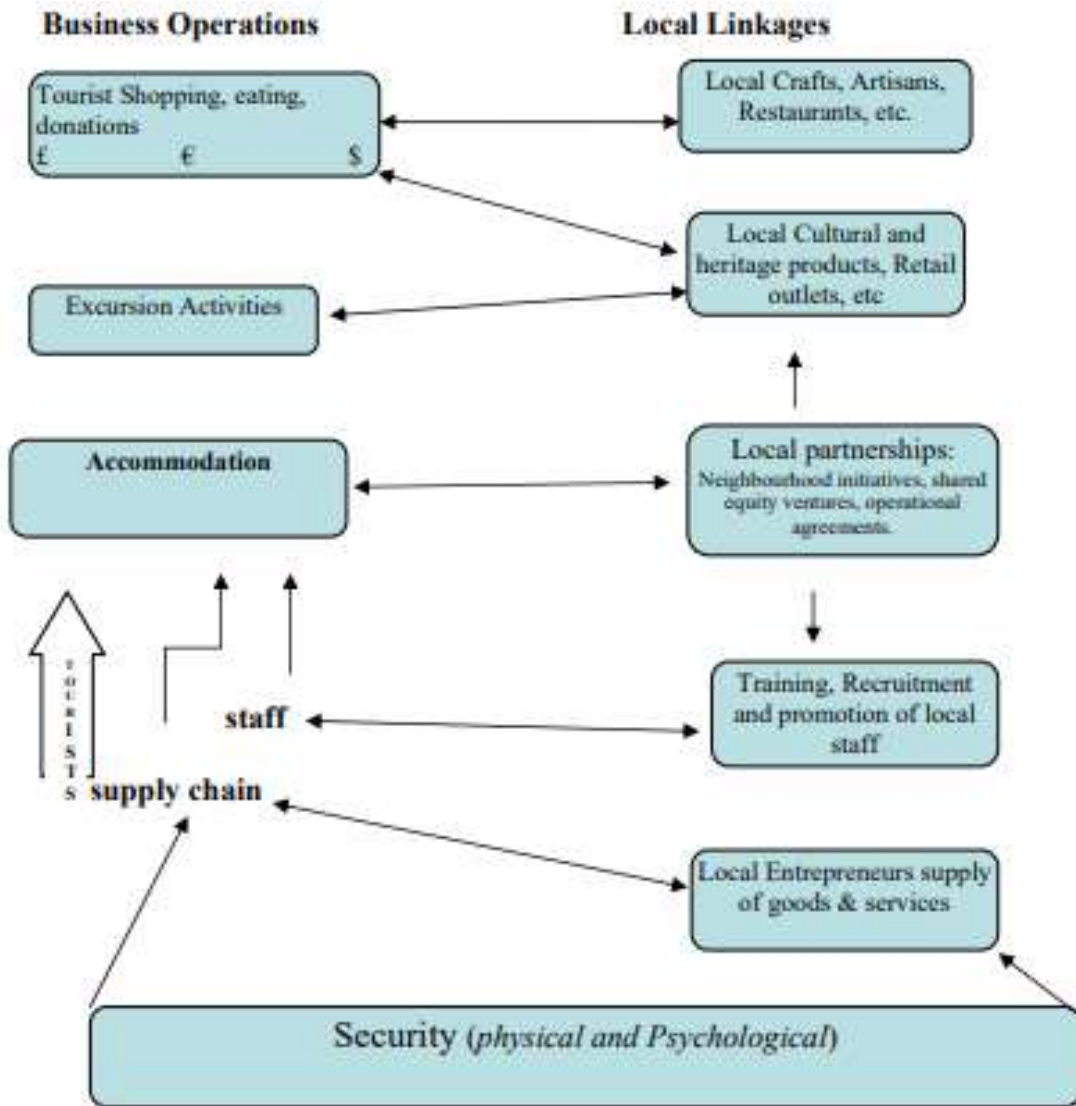 Business Operations
Local Linkages
Tourist Shopping, eating,
donations
£ € $
Local Crafts, Artisans,
Restaurants, etc.
Local Cultural and
heritage products, Retail
outlets, etc
Excursion Activities
Accommodation
Local partnerships:
Neighbourhood initiatives, shared
equity ventures, operational
agreements.
TOURISTS
staff
Training, Recruitment
and promotion of local
staff
supply chain
Local Entrepreneurs supply
of goods & services
Security (physical and Psychological)